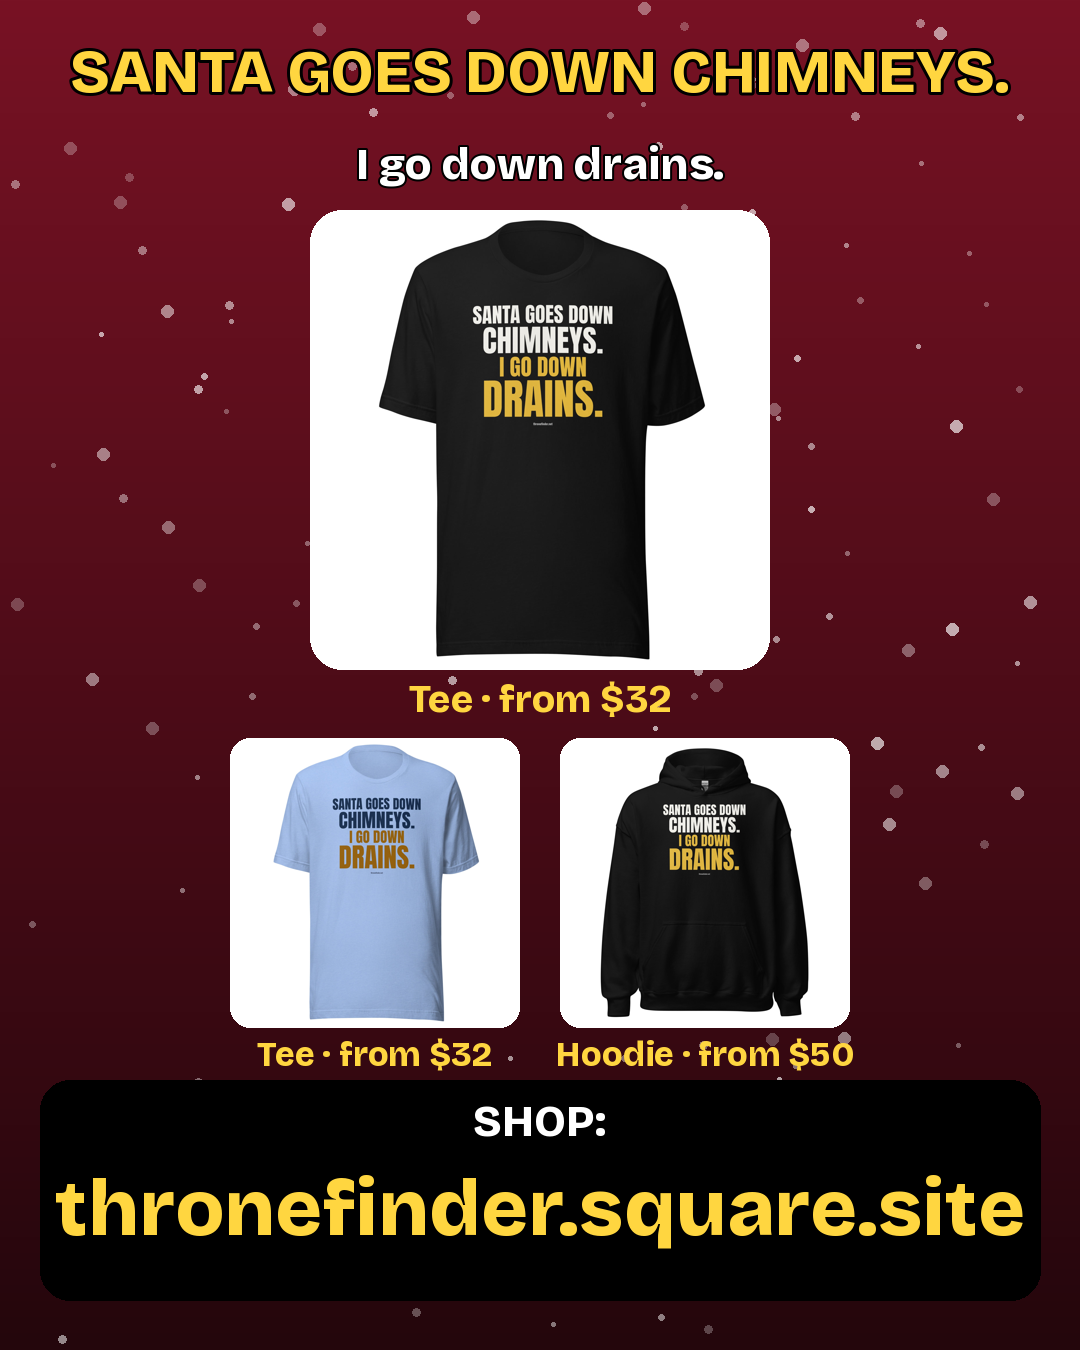 SANTA GOES DOWN CHIMNEYS.
I go down drains.
SANTA GOES DOWN
CHIMNEYS.
I GO DOWN
DRAINS.
Tee · from $32
SANTA GOES DOWN
CHIMNEYS.
I GO DOWN
DRAINS.
SANTA GOES DOWN
CHIMNEYS.
I GO DOWN
DRAINS.
Tee · from $32
Hoodie · from $50
SHOP:
thronefinder.square.site